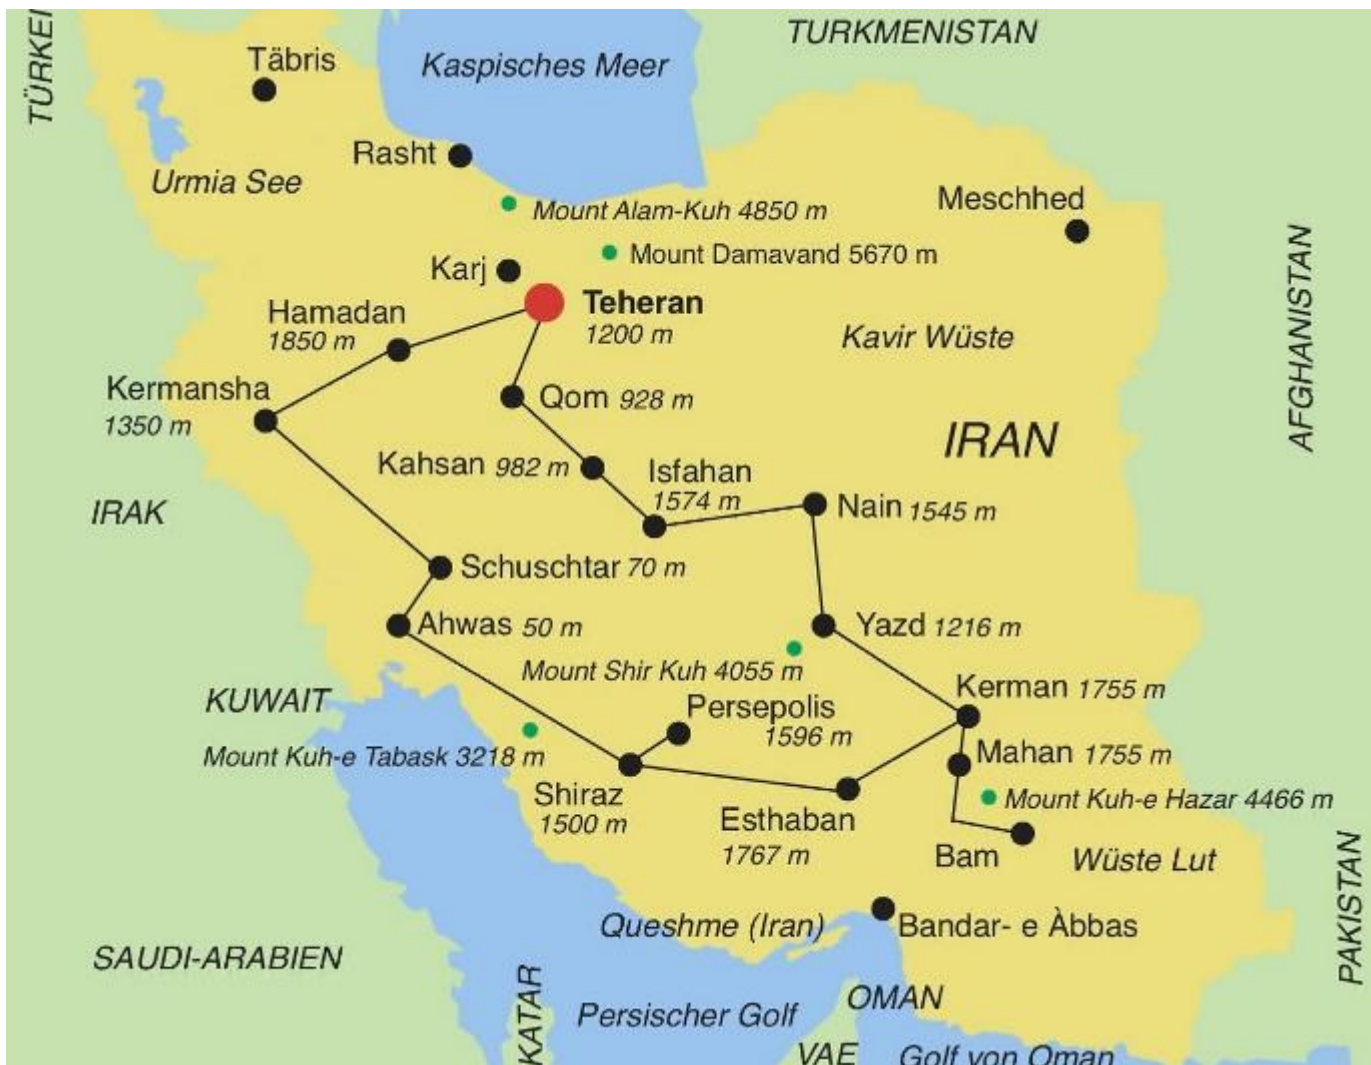 TÜRKEI
Täbris
Kaspisches Meer
TURKMENISTAN
Rasht
Urmia See
Mount Alam-Kuh 4850 m
Meschhed
Karj
Mount Damavand 5670 m
Hamadan
1850 m
Teheran
1200 m
Kavir Wüste
AFGHANISTAN
Kermansha
1350 m
Qom 928 m
IRAN
Kahsan 982 m
Isfahan
1574 m
Nain 1545 m
IRAK
Schuschtar 70 m
Ahwas 50 m
Yazd 1216 m
Mount Shir Kuh 4055 m
KUWAIT
Kerman 1755 m
Persepolis
1596 m
Mount Kuh-e Tabask 3218 m
Mahan 1755 m
Shiraz
1500 m
Mount Kuh-e Hazar 4466 m
Esthaban
1767 m
Bam
Wüste Lut
PAKISTAN
Queshme (Iran)
Bandar- e Àbbas
SAUDI-ARABIEN
KATAR
Persischer Golf
OMAN
VAE
Golf von Oman